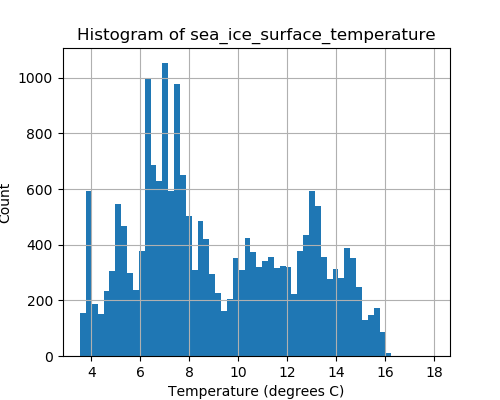 Histogram of sea_ice_surface_temperature
1000
800
600
400
200
0
Count
4 6 8 10 12 14 16 18
Temperature (degrees C)